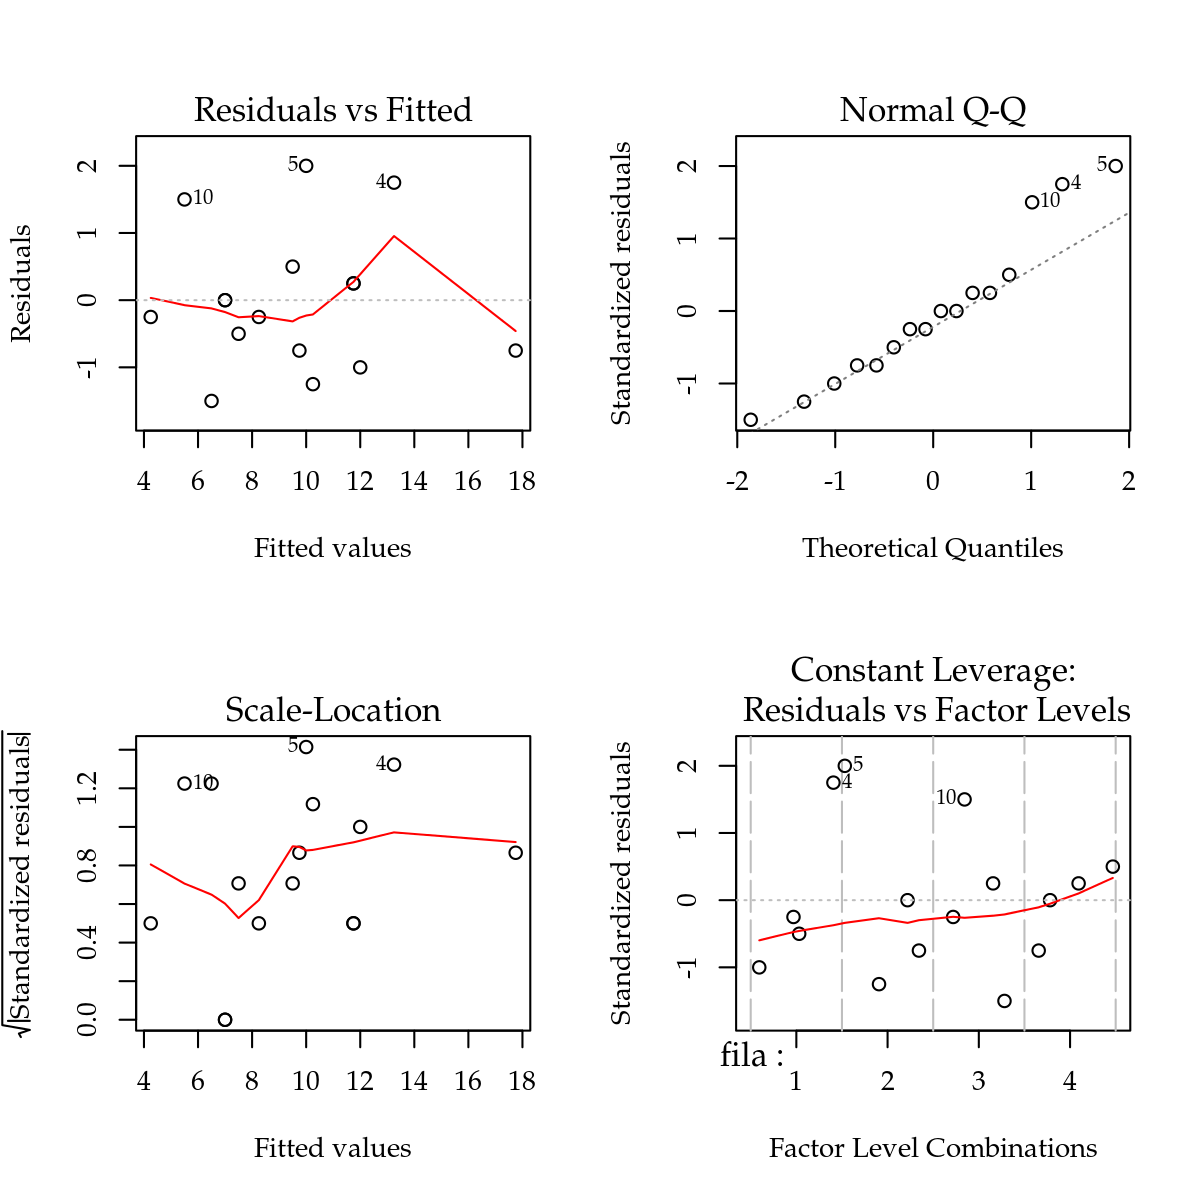 Residuals vs Fitted
Residuals
2
1
0
-1
5
4
10
4 6 8 10 12 14 16 18
Fitted values
Normal Q-Q
Standardized residuals
2
1
0
-1
5
4
10
-2 -1 0 1 2
Theoretical Quantiles
Scale-Location
√|Standardized residuals|
1.2
0.8
0.4
0.0
5
4
10
4 6 8 10 12 14 16 18
Fitted values
Constant Leverage:
Residuals vs Factor Levels
Standardized residuals
2
1
0
-1
5
4
10
fila :
1 2 3 4
Factor Level Combinations